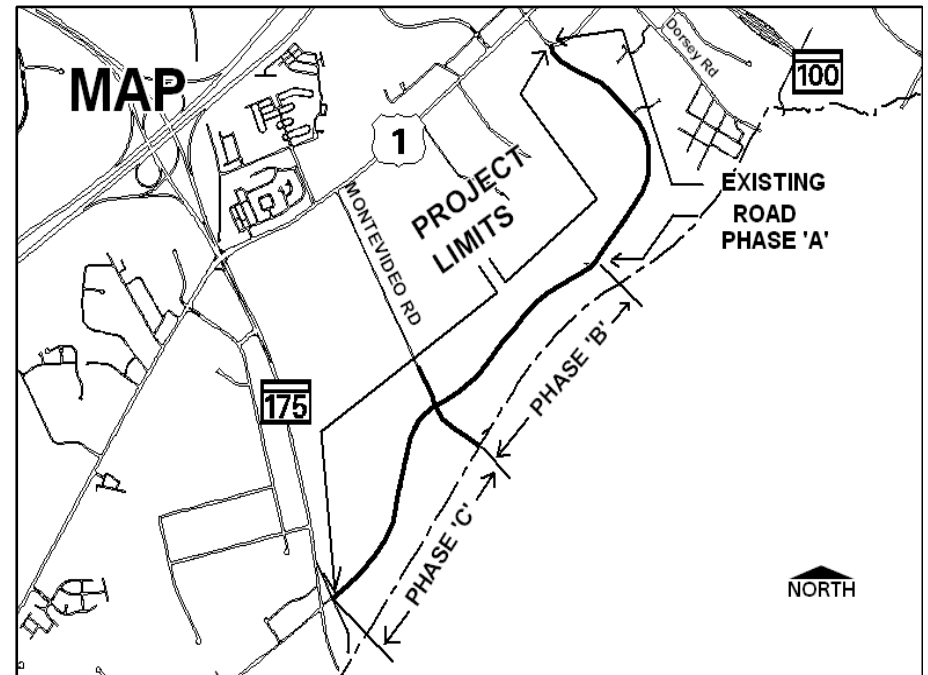 MAP
Dorsey Rd
100
1
MONTEVIDEO RD
PROJECT
LIMITS
EXISTING
ROAD
PHASE 'A'
PHASE 'B'
175
PHASE 'C'
NORTH